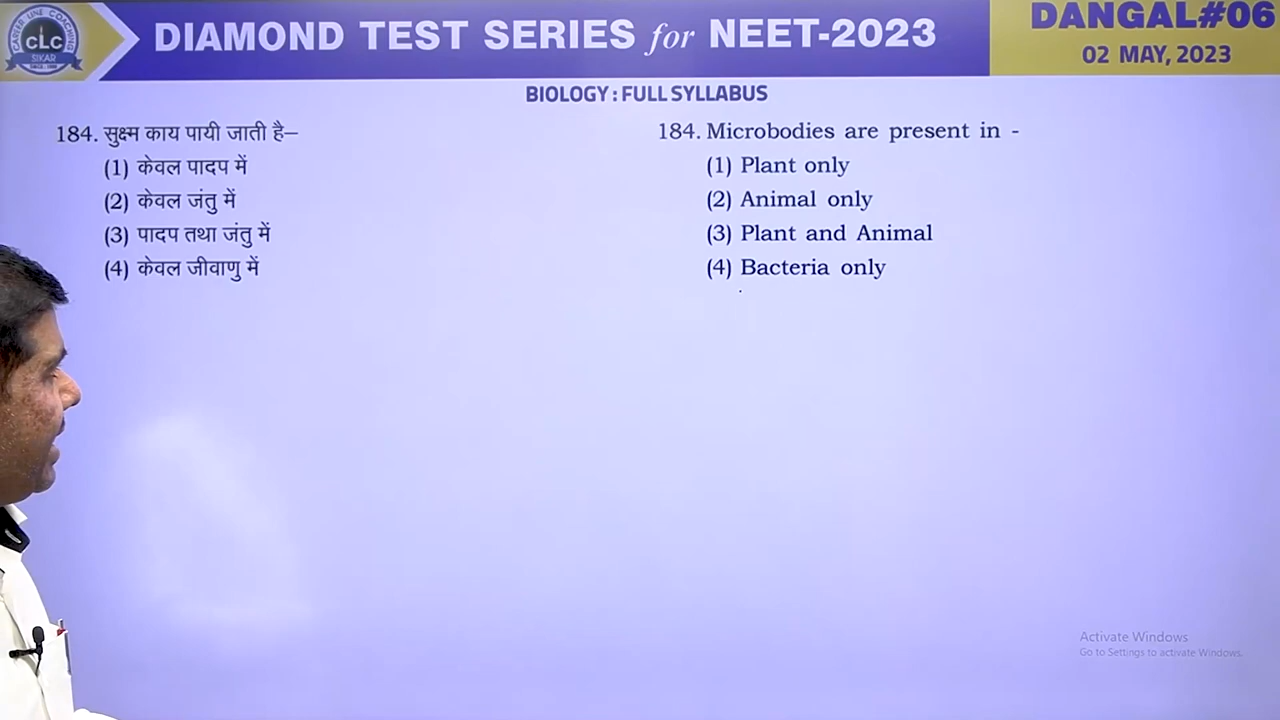 DIAMOND TEST SERIES for NEET-2023
DANGAL#06
02 MAY, 2023
CLC
SIKAR
BIOLOGY : FULL SYLLABUS
184. सुक्ष्म काय पायी जाती है–
(1) केवल पादप में
(2) केवल जंतु में
(3) पादप तथा जंतु में
(4) केवल जीवाणु में
184. Microbodies are present in -
(1) Plant only
(2) Animal only
(3) Plant and Animal
(4) Bacteria only
Activate Windows
Go to Settings to activate Windows.